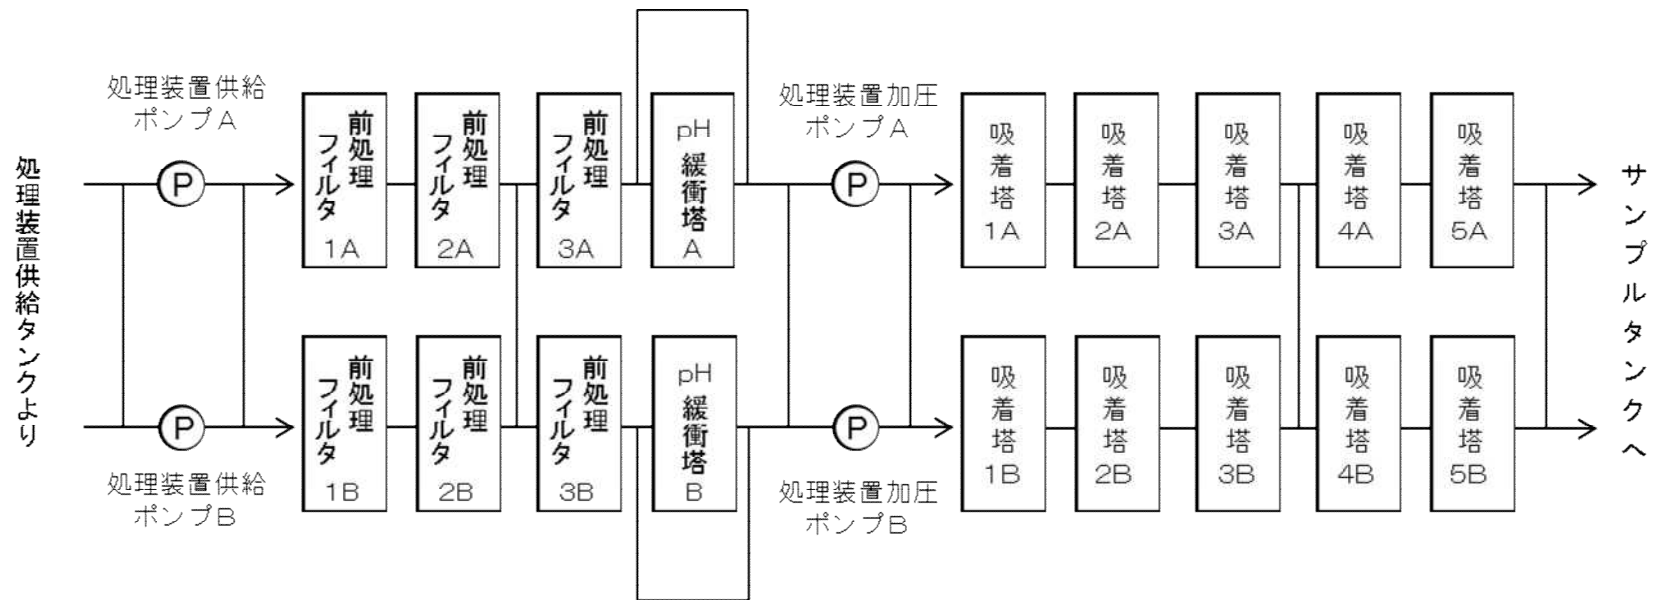 処理装置供給タンクより
処理装置供給
ポンプA
前処理
フィルタ
1A
前処理
フィルタ
2A
前処理
フィルタ
3A
pH
緩衝塔
A
処理装置加圧
ポンプA
吸着塔
1A
吸着塔
2A
吸着塔
3A
吸着塔
4A
吸着塔
5A
P
P
P
P
前処理
フィルタ
1B
前処理
フィルタ
2B
前処理
フィルタ
3B
pH
緩衝塔
B
吸着塔
1B
吸着塔
2B
吸着塔
3B
吸着塔
4B
吸着塔
5B
処理装置供給
ポンプB
処理装置加圧
ポンプB
サンプルタンクへ